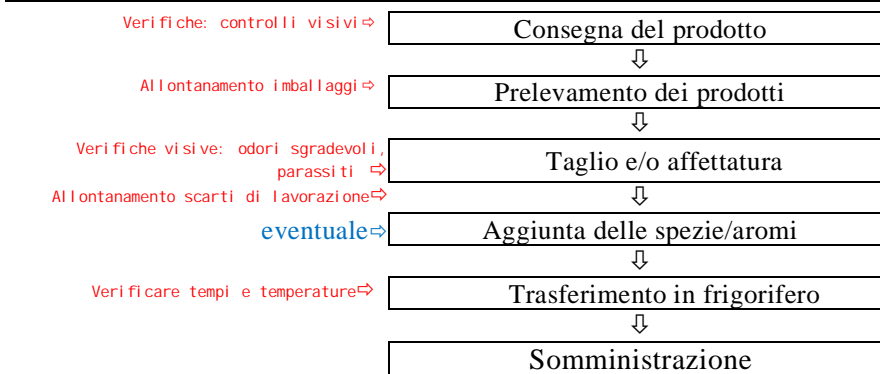 Verifiche: controlli visivi⇨ Consegna del prodotto
⇩
Allontanamento imballaggi⇨ Prelevamento dei prodotti
⇩
Verifiche visive: odori sgradevoli,
parassiti ⇨ Taglio e/o affettatura
Allontanamento scarti di lavorazione⇨ ⇩
eventuale⇨ Aggiunta delle spezie/aromi
⇩
Verificare tempi e temperature⇨ Trasferimento in frigorifero
⇩
Somministrazione